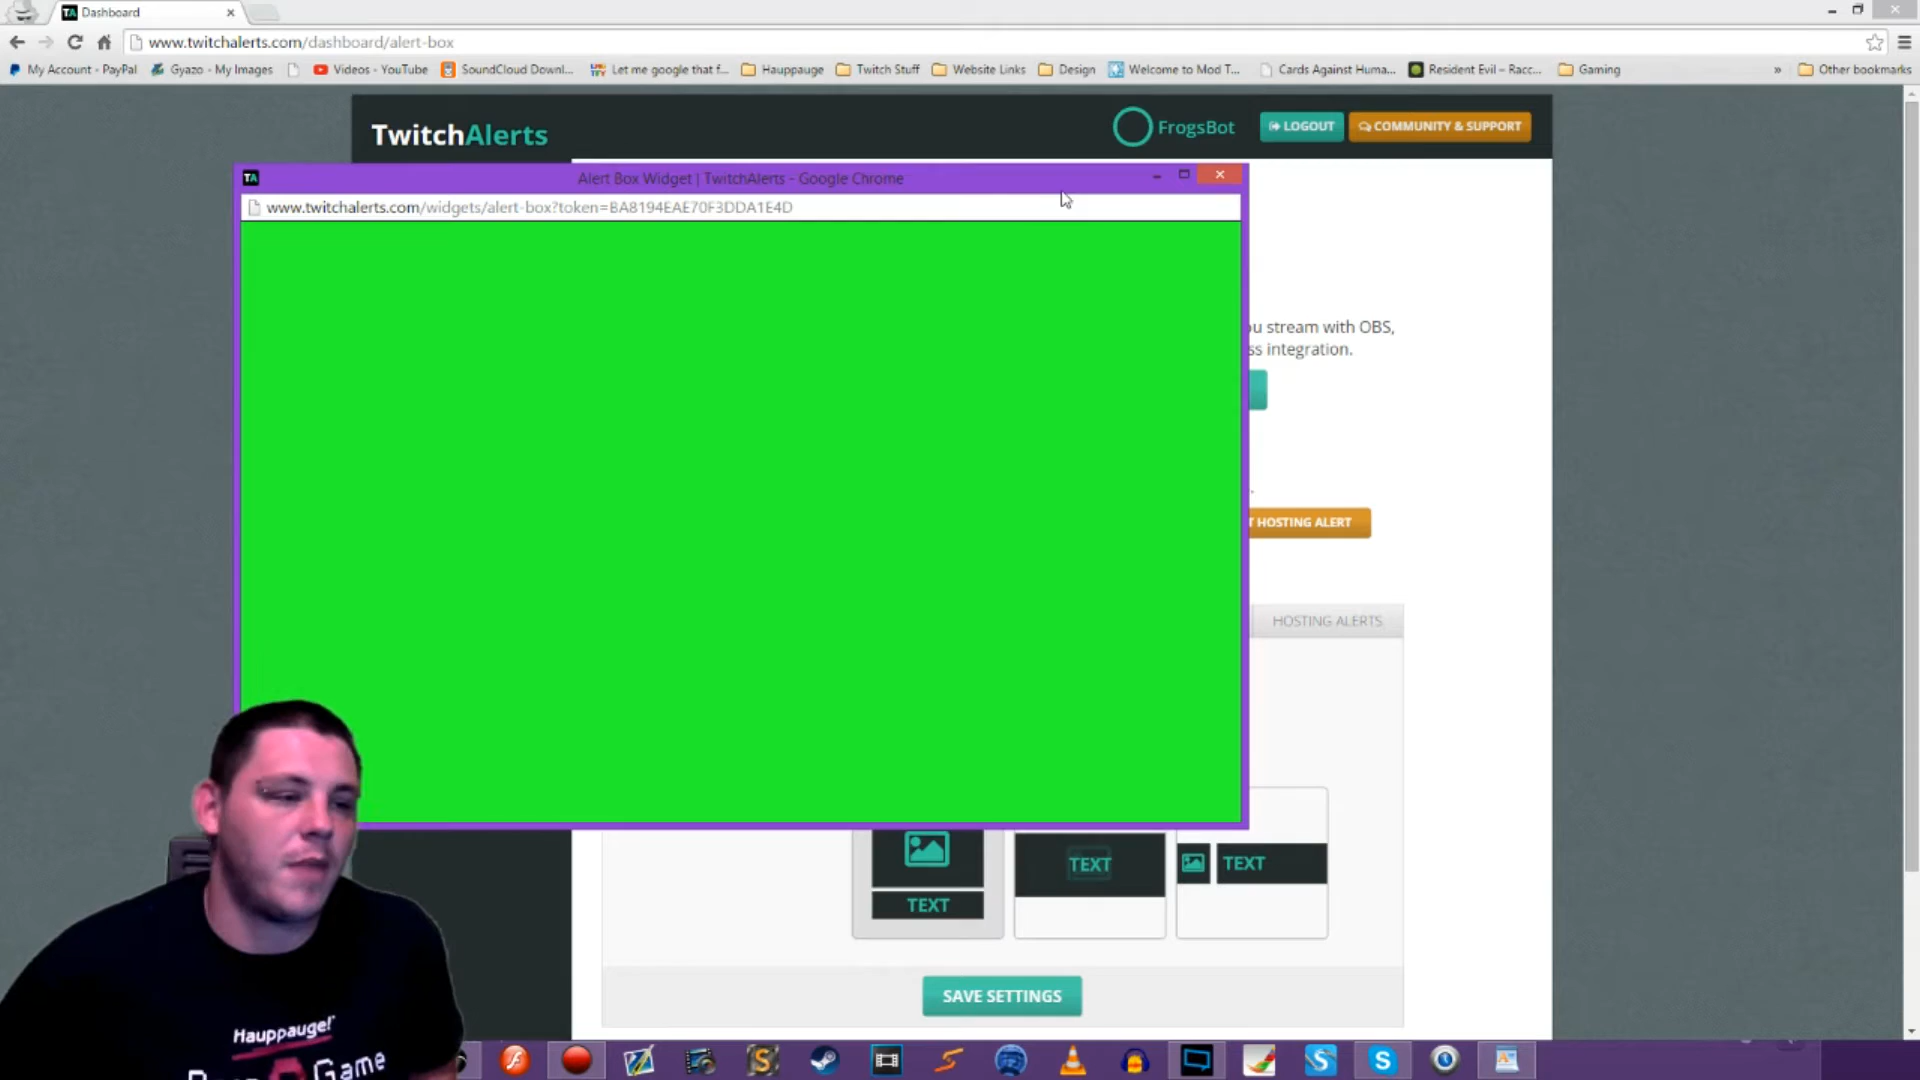 Dashboard
www.twitchalerts.com/dashboard/alert-box
My Account - PayPal
Gyazo - My Images
Videos - YouTube
SoundCloud Downl...
Let me google that f...
Hauppauge
Twitch Stuff
Website Links
Design
Welcome to Mod T...
Cards Against Huma...
Resident Evil – Racc...
Gaming
» Other bookmarks
TwitchAlerts
FrogsBot
LOGOUT
COMMUNITY & SUPPORT
TA
Alert Box Widget | TwitchAlerts - Google Chrome
www.twitchalerts.com/widgets/alert-box?token=BA8194EAE70F3DDA1E4D
ou stream with OBS,
ss integration.
T HOSTING ALERT
HOSTING ALERTS
TEXT
TEXT
TEXT
SAVE SETTINGS
Hauppauge!
Game